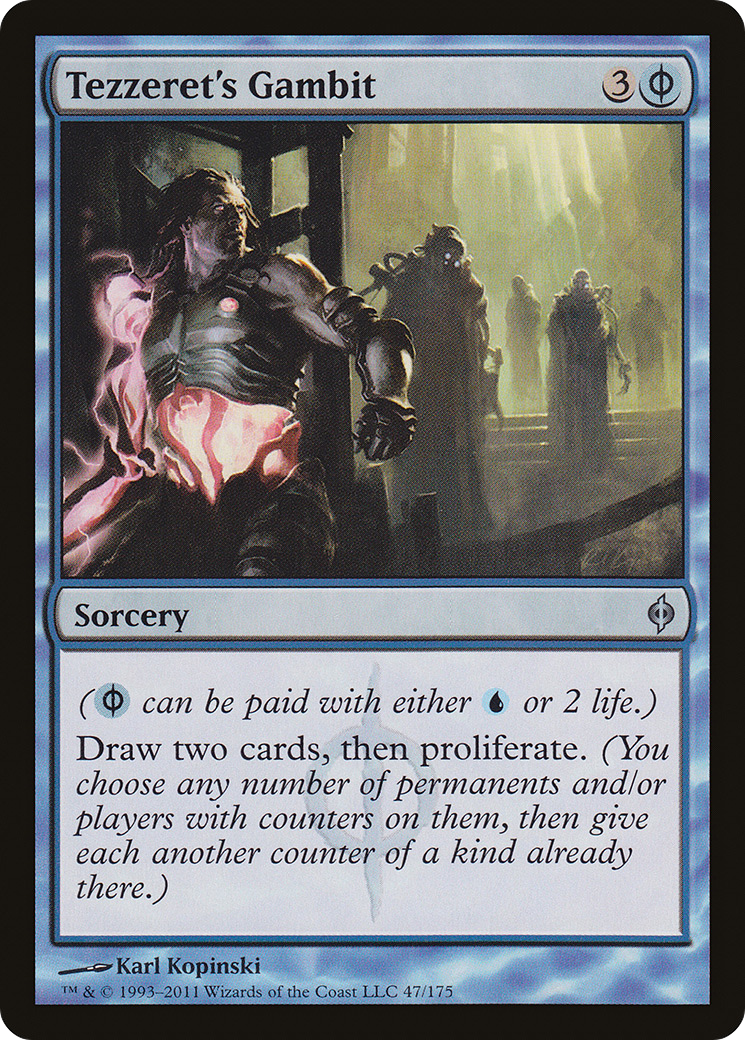 Tezzeret's Gambit 3
Sorcery
( can be paid with either or 2 life.)
Draw two cards, then proliferate. (You
choose any number of permanents and/or
players with counters on them, then give
each another counter of a kind already
there.)
Karl Kopinski
™ & © 1993–2011 Wizards of the Coast LLC 47/175